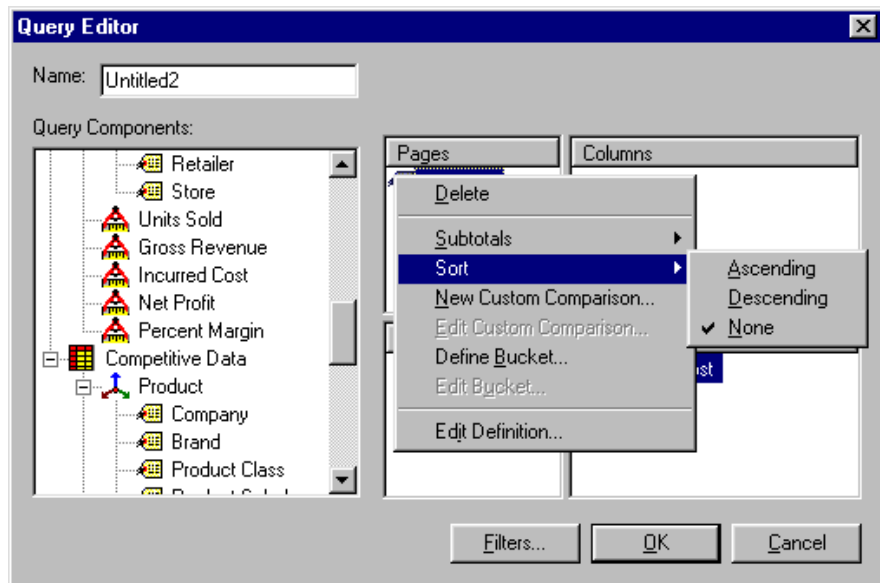 Query Editor
Name: Untitled2
Query Components:
Retailer
Store
Units Sold
Gross Revenue
Incurred Cost
Net Profit
Percent Margin
Competitive Data
Product
Company
Brand
Product Class
Pages
Columns
Delete
Subtotals
Sort
New Custom Comparison...
Edit Custom Comparison...
Define Bucket...
Edit Bucket...
Edit Definition...
Ascending
Descending
None
Filters...
OK
Cancel